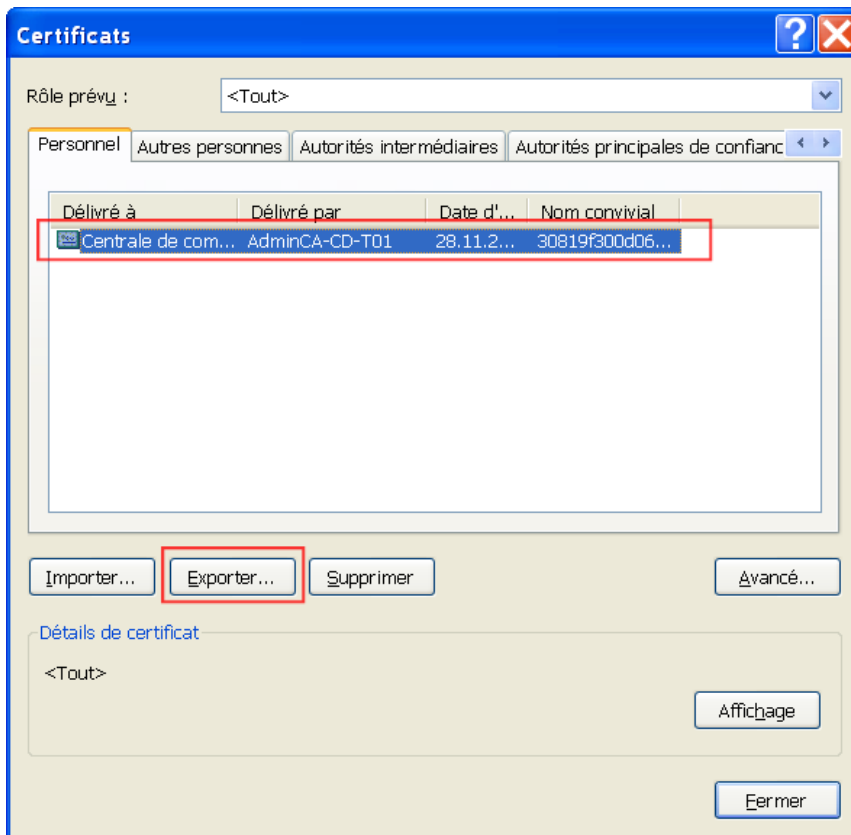 Certificats
Rôle prévu : <Tout>
Personnel Autres personnes Autorités intermédiaires Autorités principales de confianc
Délivré à Délivré par Date d'... Nom convivial
Centrale de com... AdminCA-CD-T01 28.11.2... 30819f300d06...
Importer... Exporter... Supprimer Avancé...
Détails de certificat
<Tout>
Affichage
Fermer